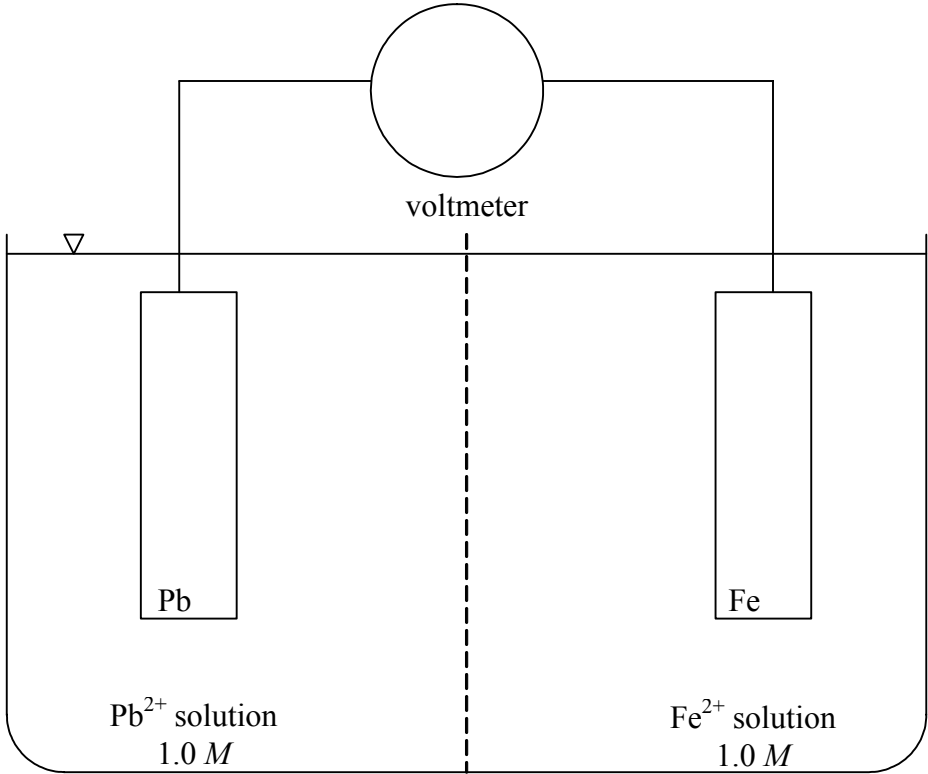 voltmeter
Pb
Fe
Pb²⁺ solution
1.0 M
Fe²⁺ solution
1.0 M